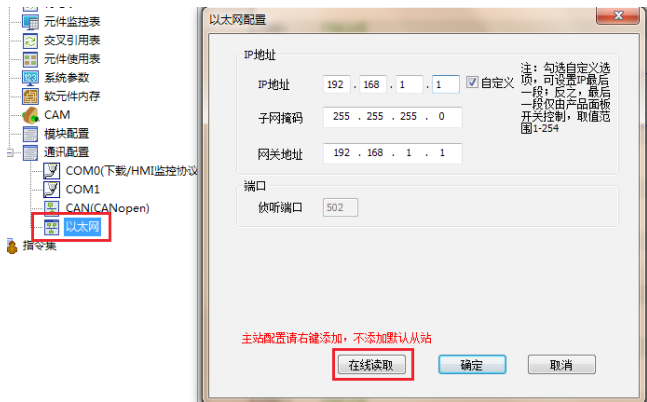 元件监控表
交叉引用表
元件使用表
系统参数
软元件内存
CAM
模块配置
通讯配置
COM0(下载/HMI监控协议
COM1
CAN(CANopen)
以太网
指令集
以太网配置
IP地址
IP地址 192 . 168 . 1 . 1 自定义
注：勾选自定义选
项，可设置IP最后
一段；反之，最后
一段仅由产品面板
开关控制，取值范
围1-254
子网掩码 255 . 255 . 255 . 0
网关地址 192 . 168 . 1 . 1
端口
侦听端口 502
主站配置请右键添加，不添加默认从站
在线读取 确定 取消